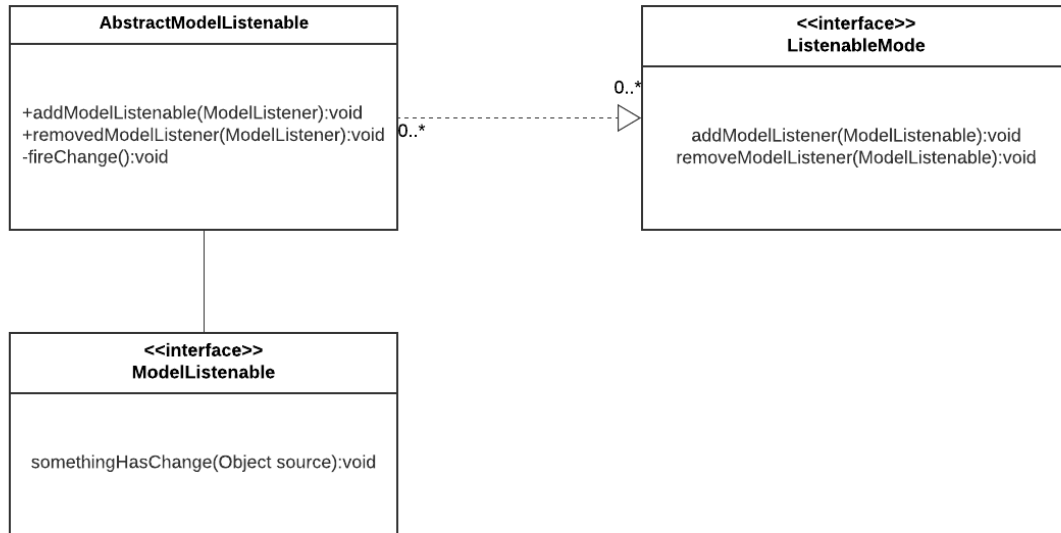 AbstractModelListenable
+addModelListenable(ModelListener):void
+removedModelListener(ModelListener):void
-fireChange():void
0..*
0..*
<<interface>>
ListenableMode
addModelListener(ModelListenable):void
removeModelListener(ModelListenable):void
<<interface>>
ModelListenable
somethingHasChange(Object source):void